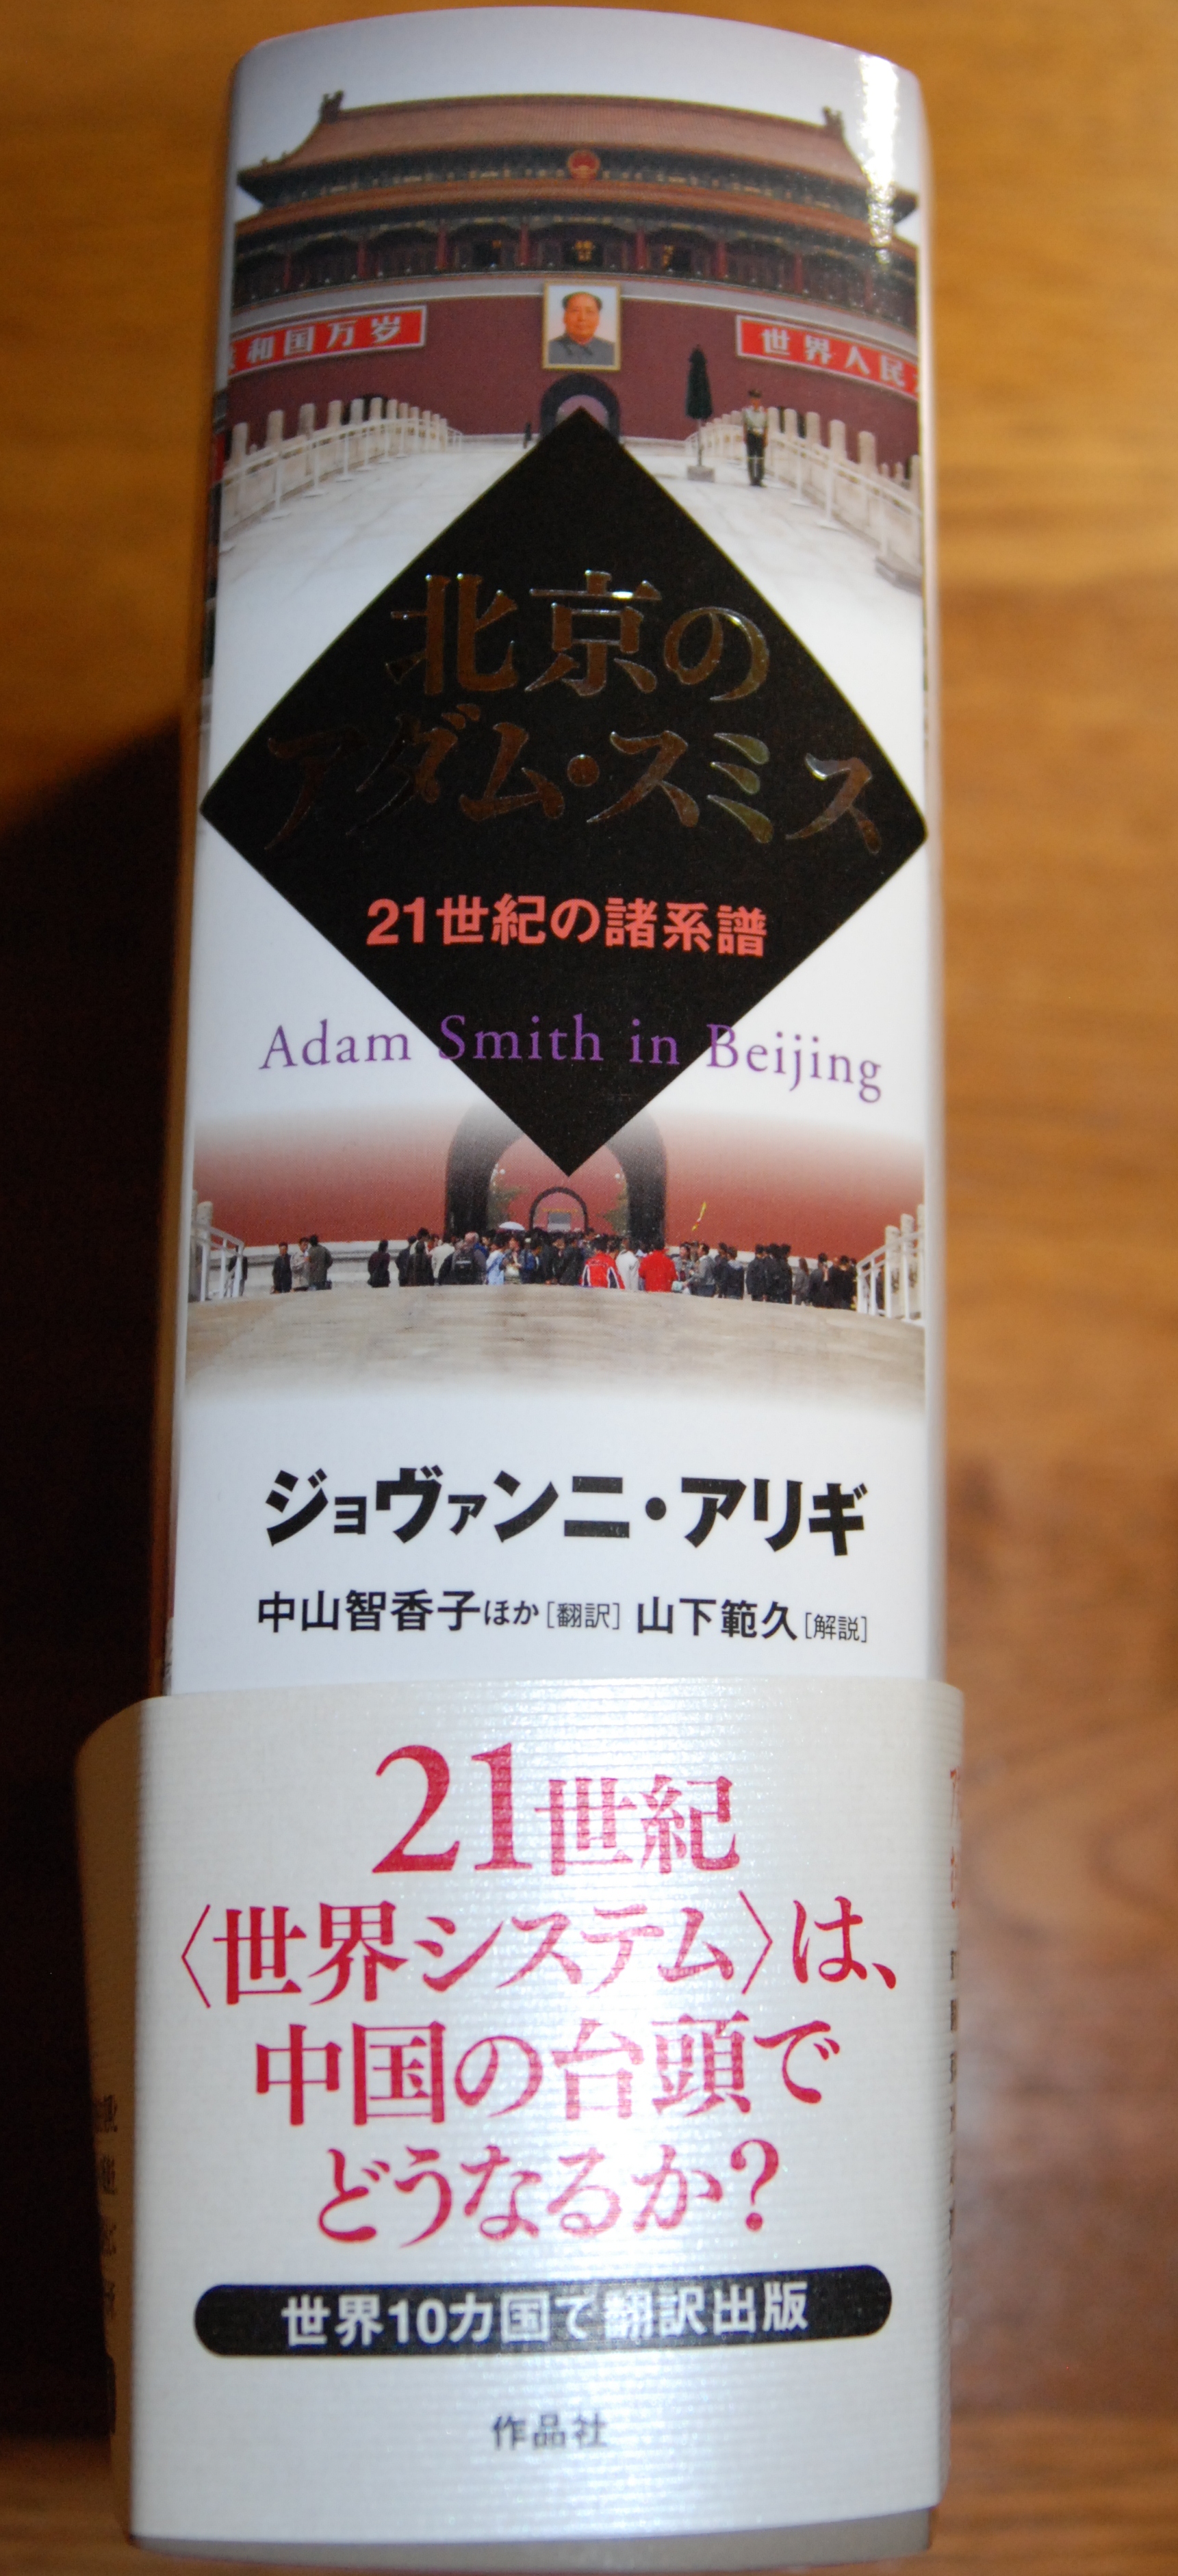 和国万岁
世界人民
北京の
アダム・スミス
21世紀の諸系譜
Adam Smith in Beijing
ジョヴァンニ・アリギ
中山智香子ほか[翻訳] 山下範久[解説]
21世紀
〈世界システム〉は、
中国の台頭で
どうなるか?
世界10カ国で翻訳出版
作品社